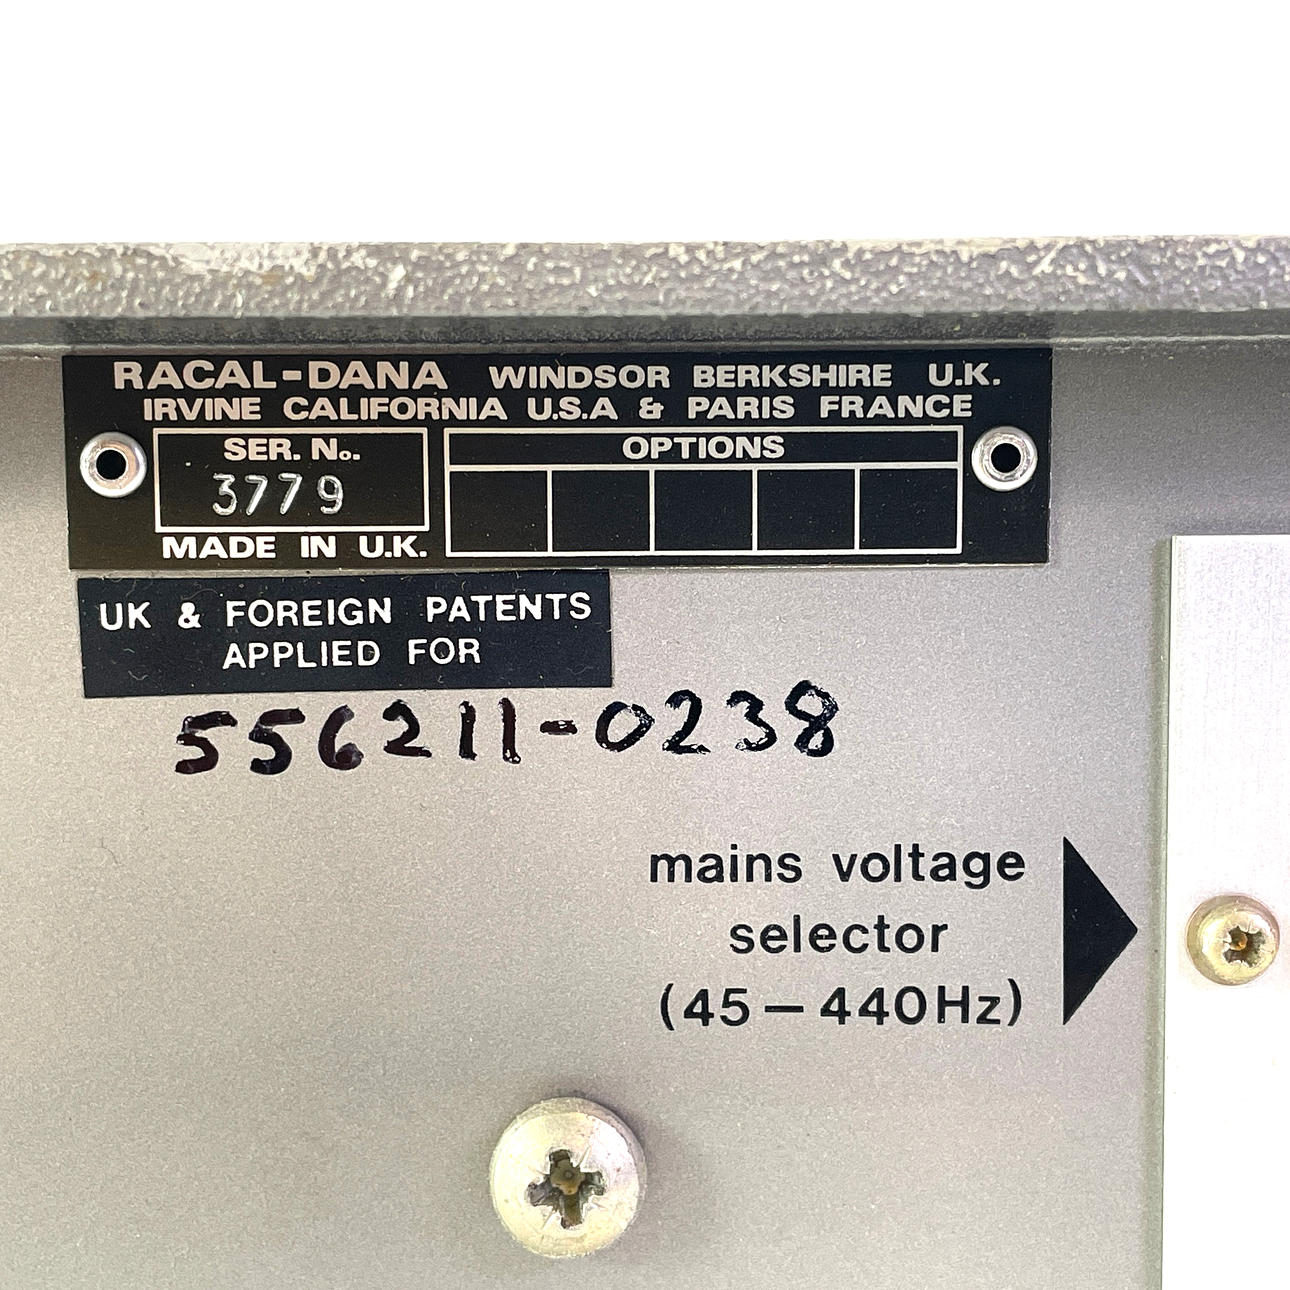 RACAL-DANA WINDSOR BERKSHIRE U.K.
IRVINE CALIFORNIA U.S.A & PARIS FRANCE
SER. No.
3779
MADE IN U.K.
OPTIONS
UK & FOREIGN PATENTS
APPLIED FOR
556211-0238
mains voltage
selector
(45—440Hz)